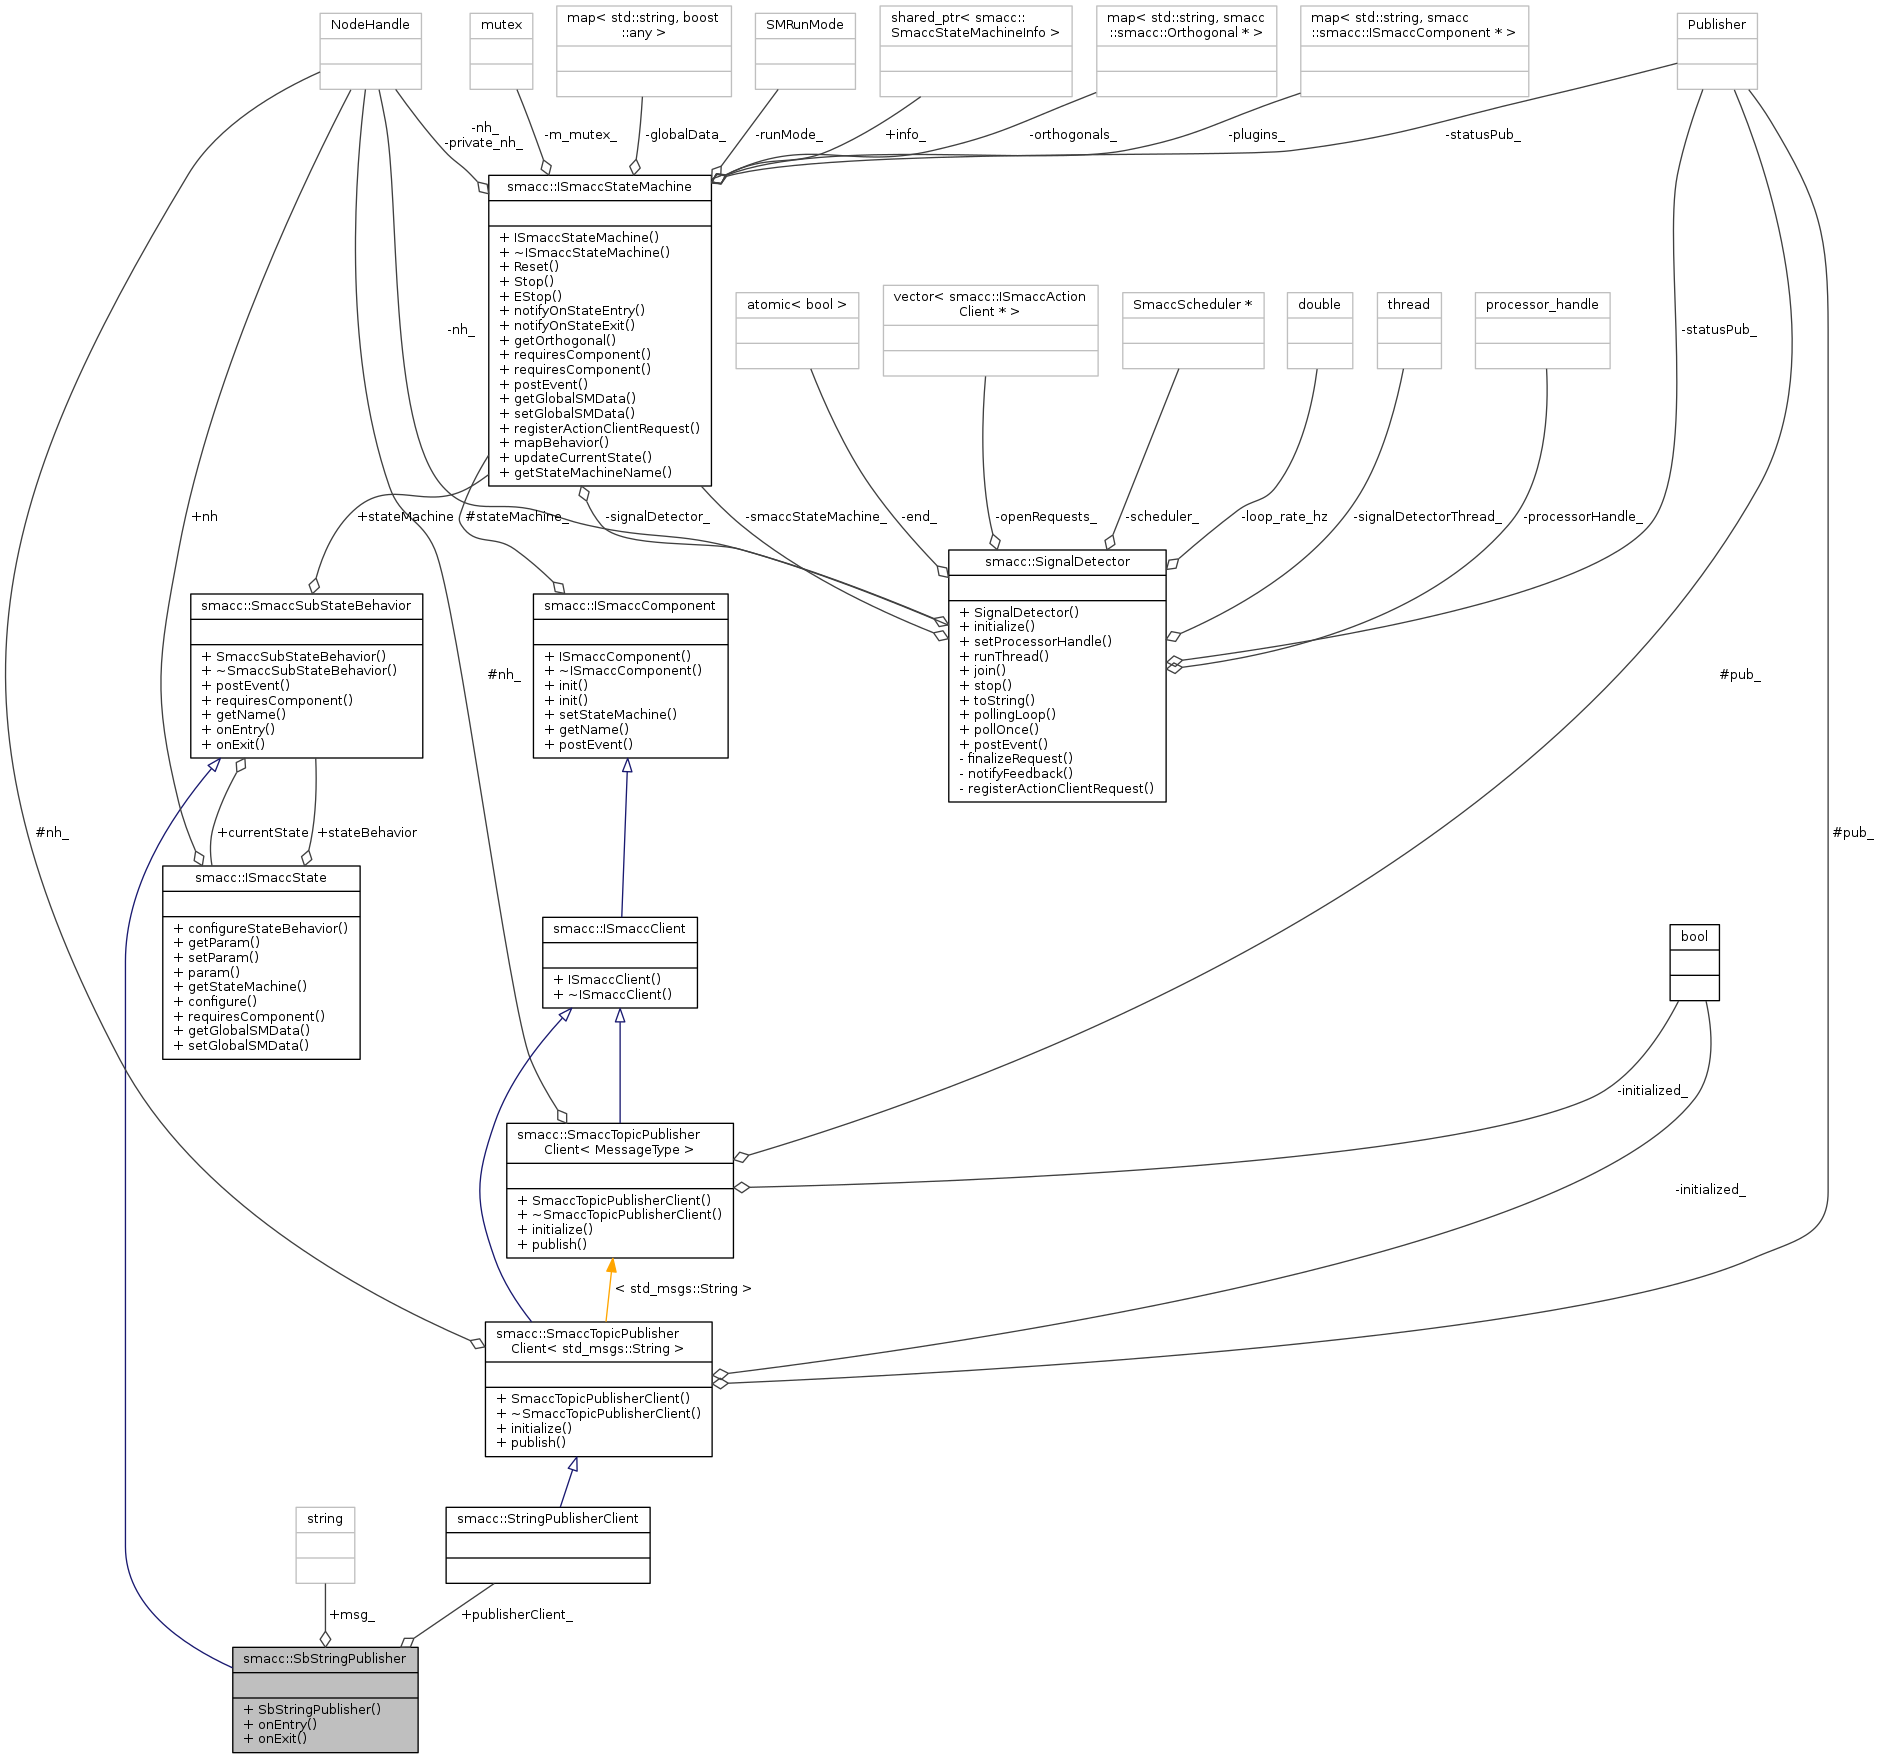 NodeHandle
mutex
map< std::string, boost
::any >
SMRunMode
shared_ptr< smacc::
SmaccStateMachineInfo >
map< std::string, smacc
::smacc::Orthogonal * >
map< std::string, smacc
::smacc::ISmaccComponent * >
Publisher
-nh_
-private_nh_
-m_mutex_
-globalData_
-runMode_
+info_
-orthogonals_
-plugins_
-statusPub_
smacc::ISmaccStateMachine
+ ISmaccStateMachine()
+ ~ISmaccStateMachine()
+ Reset()
+ Stop()
+ EStop()
+ notifyOnStateEntry()
+ notifyOnStateExit()
+ getOrthogonal()
+ requiresComponent()
+ requiresComponent()
+ postEvent()
+ getGlobalSMData()
+ setGlobalSMData()
+ registerActionClientRequest()
+ mapBehavior()
+ updateCurrentState()
+ getStateMachineName()
atomic< bool >
vector< smacc::ISmaccAction
Client * >
SmaccScheduler *
double
thread
processor_handle
-nh_
-statusPub_
+nh
+stateMachine
#stateMachine_
-signalDetector_
-smaccStateMachine_
-end_
-openRequests_
-scheduler_
-loop_rate_hz
-signalDetectorThread_
-processorHandle_
smacc::SignalDetector
+ SignalDetector()
+ initialize()
+ setProcessorHandle()
+ runThread()
+ join()
+ stop()
+ toString()
+ pollingLoop()
+ pollOnce()
+ postEvent()
- finalizeRequest()
- notifyFeedback()
- registerActionClientRequest()
smacc::SmaccSubStateBehavior
+ SmaccSubStateBehavior()
+ ~SmaccSubStateBehavior()
+ postEvent()
+ requiresComponent()
+ getName()
+ onEntry()
+ onExit()
#nh_
smacc::ISmaccComponent
+ ISmaccComponent()
+ ~ISmaccComponent()
+ init()
+ init()
+ setStateMachine()
+ getName()
+ postEvent()
#pub_
#nh_
+currentState
+stateBehavior
#pub_
smacc::ISmaccState
+ configureStateBehavior()
+ getParam()
+ setParam()
+ param()
+ getStateMachine()
+ configure()
+ requiresComponent()
+ getGlobalSMData()
+ setGlobalSMData()
smacc::ISmaccClient
+ ISmaccClient()
+ ~ISmaccClient()
bool
-initialized_
smacc::SmaccTopicPublisher
Client< MessageType >
+ SmaccTopicPublisherClient()
+ ~SmaccTopicPublisherClient()
+ initialize()
+ publish()
-initialized_
< std_msgs::String >
smacc::SmaccTopicPublisher
Client< std_msgs::String >
+ SmaccTopicPublisherClient()
+ ~SmaccTopicPublisherClient()
+ initialize()
+ publish()
string
smacc::StringPublisherClient
+msg_
+publisherClient_
smacc::SbStringPublisher
+ SbStringPublisher()
+ onEntry()
+ onExit()